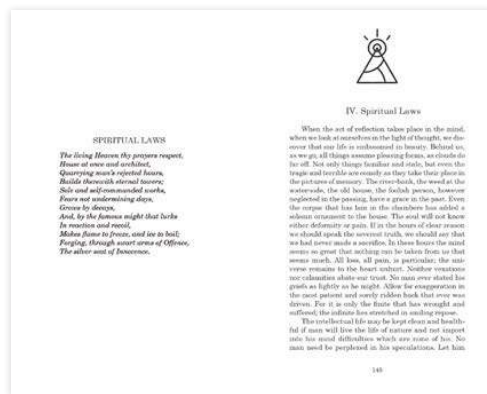 SPIRITUAL LAWS
The living Heaven thy prayers respect,
House at once and architect,
Quarrying man's rejected hours,
Builds therewith eternal towers;
Sole and self-commanded works,
Fears not undermining days,
Grows by decays,
And, by the famous might that lurks
In reaction and recoil,
Makes flame to freeze, and ice to boil;
Forging, through swart arms of Offence,
The silver seat of Innocence.
IV. Spiritual Laws
When the act of reflection takes place in the mind,
when we look at ourselves in the light of thought, we dis-
cover that our life is embosomed in beauty. Behind us,
as we go, all things assume pleasing forms, as clouds do
far off. Not only things familiar and stale, but even the
tragic and terrible are comely as they take their place in
the pictures of memory. The river-bank, the weed at the
water-side, the old house, the foolish person, however
neglected in the passing, have a grace in the past. Even
the corpse that has lain in the chambers has added a
solemn ornament to the house. The soul will not know
either deformity or pain. If in the hours of clear reason
we should speak the severest truth, we should say that
we had never made a sacrifice. In these hours the mind
seems so great that nothing can be taken from us that
seems much. All loss, all pain, is particular; the uni-
verse remains to the heart unhurt. Neither vexations
nor calamities abate our trust. No man ever stated his
griefs as lightly as he might. Allow for exaggeration in
the most patient and sorely ridden hack that ever was
driven. For it is only the finite that has wrought and
suffered; the infinite lies stretched in smiling repose.
The intellectual life may be kept clean and health-
ful if man will live the life of nature and not import
into his mind difficulties which are none of his. No
man need be perplexed in his speculations. Let him